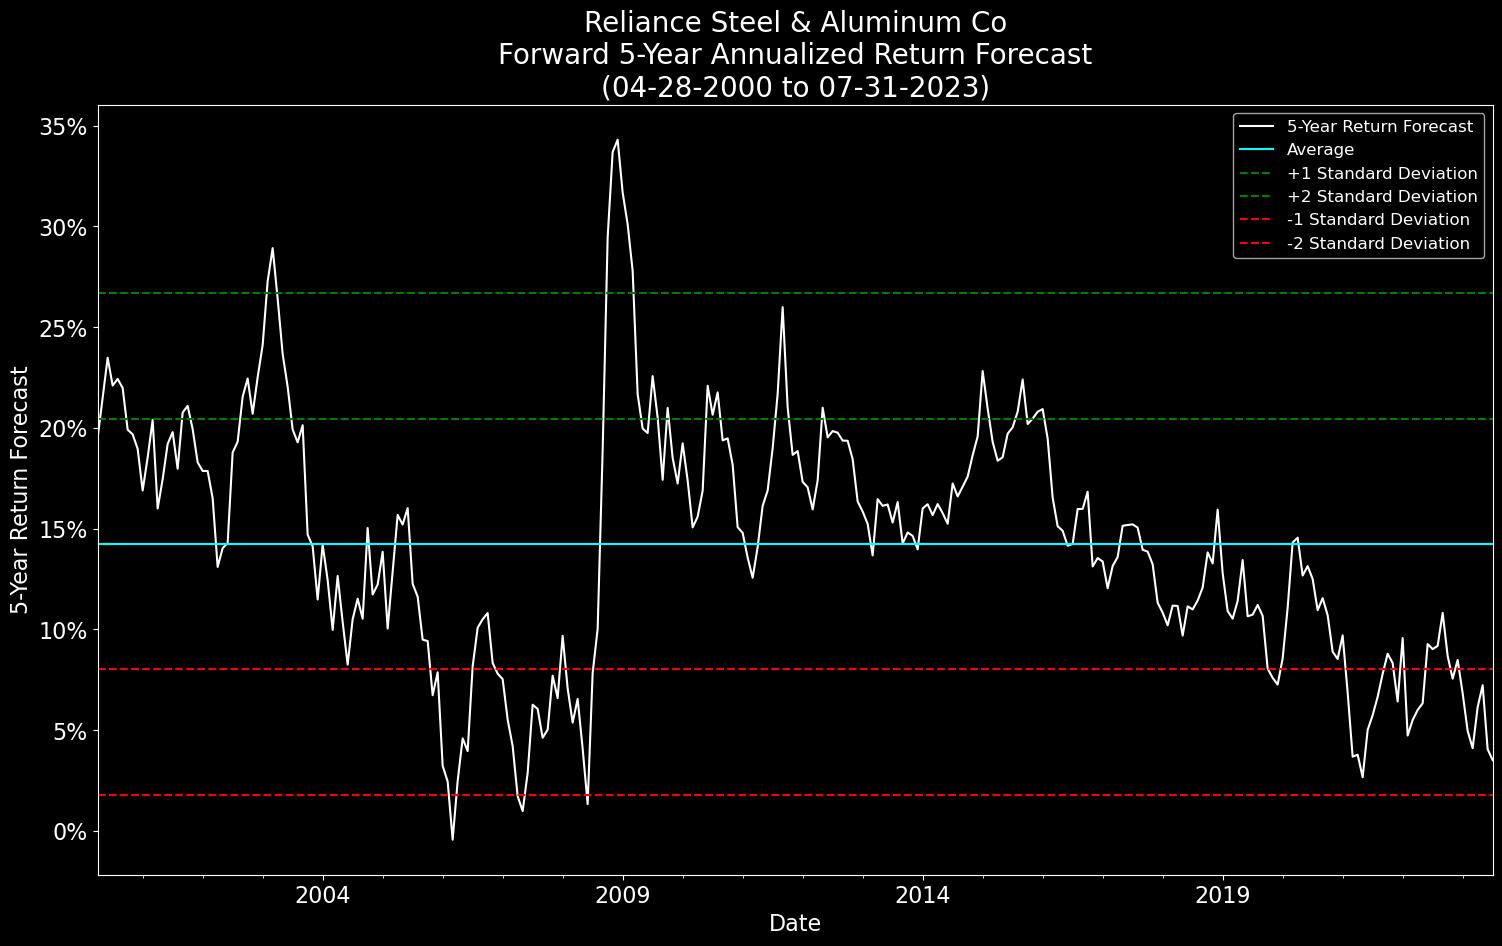 Reliance Steel & Aluminum Co
Forward 5-Year Annualized Return Forecast
(04-28-2000 to 07-31-2023)
5-Year Return Forecast
Average
+1 Standard Deviation
+2 Standard Deviation
-1 Standard Deviation
-2 Standard Deviation
35%
30%
25%
20%
15%
10%
5%
0%
5-Year Return Forecast
2004
2009
2014
2019
Date